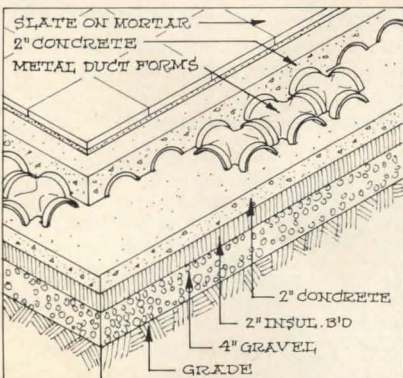 SLATE ON MORTAR
2" CONCRETE
METAL DUCT FORMS
2" CONCRETE
2" INSUL. B'D
4" GRAVEL
GRADE